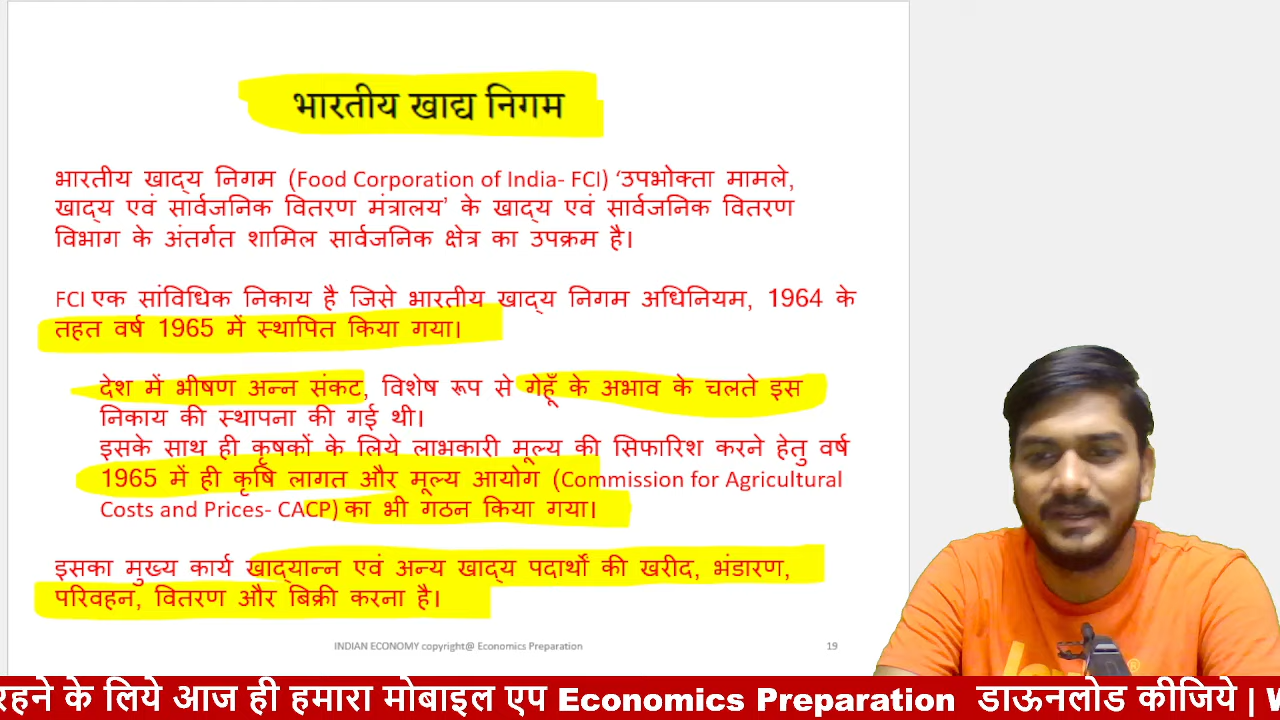 भारतीय खाद्य निगम
भारतीय खाद्य निगम (Food Corporation of India- FCI) ‘उपभोक्ता मामले,
खाद्य एवं सार्वजनिक वितरण मंत्रालय’ के खाद्य एवं सार्वजनिक वितरण
विभाग के अंतर्गत शामिल सार्वजनिक क्षेत्र का उपक्रम है।
FCI एक सांविधिक निकाय है जिसे भारतीय खाद्य निगम अधिनियम, 1964 के
तहत वर्ष 1965 में स्थापित किया गया।
देश में भीषण अन्न संकट, विशेष रूप से गेहूँ के अभाव के चलते इस
निकाय की स्थापना की गई थी।
इसके साथ ही कृषकों के लिये लाभकारी मूल्य की सिफारिश करने हेतु वर्ष
1965 में ही कृषि लागत और मूल्य आयोग (Commission for Agricultural
Costs and Prices- CACP) का भी गठन किया गया।
इसका मुख्य कार्य खाद्यान्न एवं अन्य खाद्य पदार्थों की खरीद, भंडारण,
परिवहन, वितरण और बिक्री करना है।
INDIAN ECONOMY copyright@ Economics Preparation 19
रहने के लिये आज ही हमारा मोबाइल एप Economics Preparation डाऊनलोड कीजिये | W